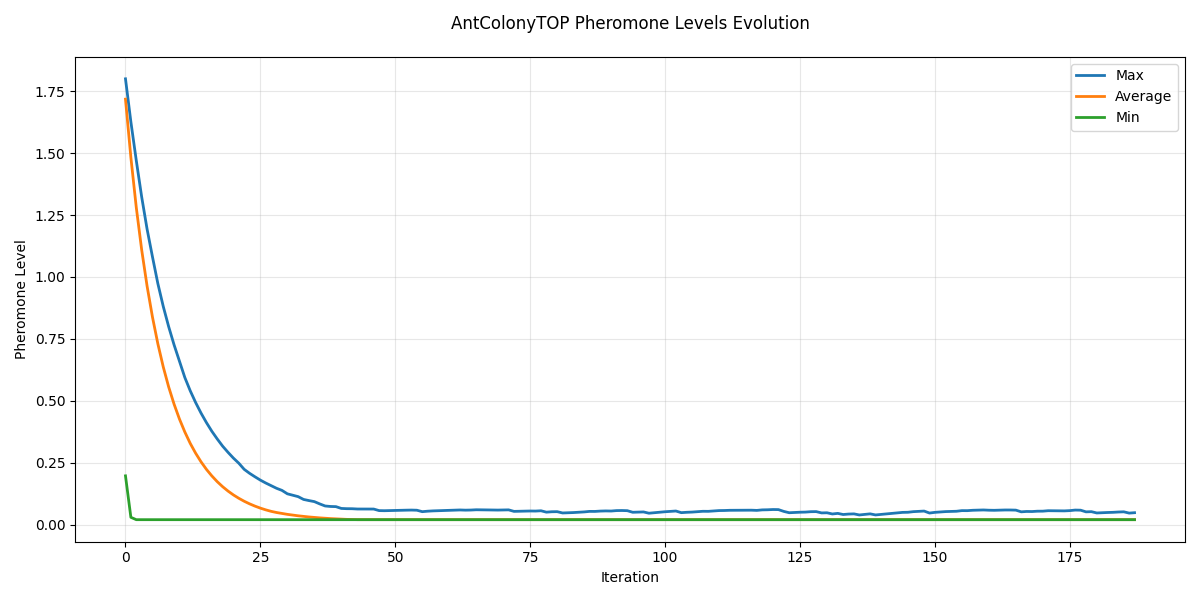 AntColonyTOP Pheromone Levels Evolution
Max
Average
Min
Pheromone Level
1.75
1.50
1.25
1.00
0.75
0.50
0.25
0.00
0 25 50 75 100 125 150 175
Iteration